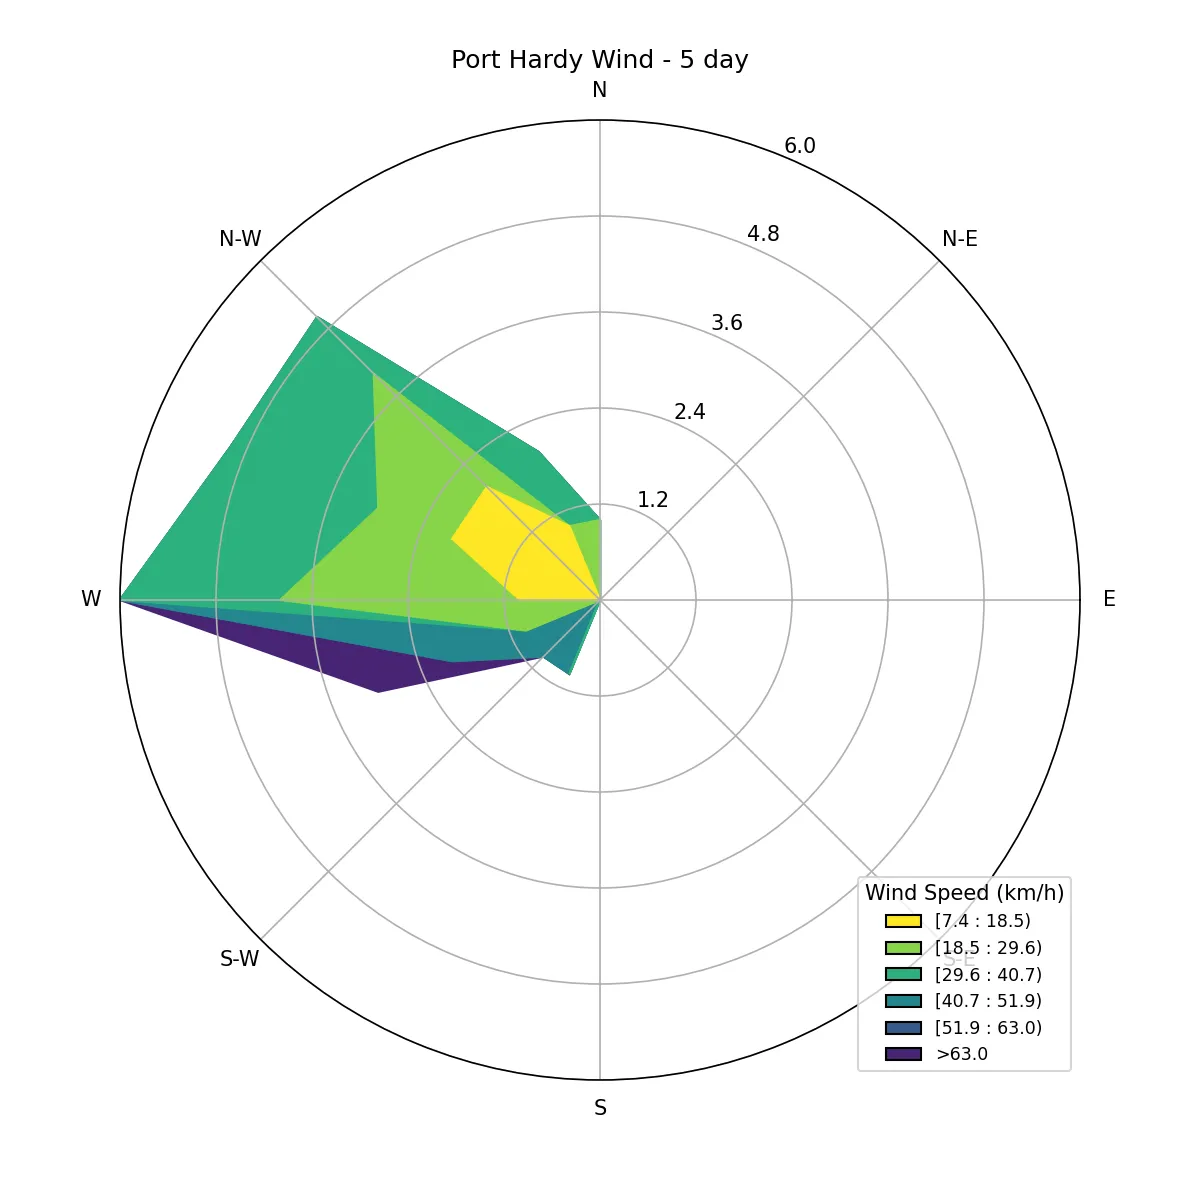 Port Hardy Wind - 5 day
N
6.0
N-W
N-E
4.8
3.6
2.4
1.2
W
E
Wind Speed (km/h)
[7.4 : 18.5)
[18.5 : 29.6)
S-W
S-E
[29.6 : 40.7)
[40.7 : 51.9)
[51.9 : 63.0)
>63.0
S